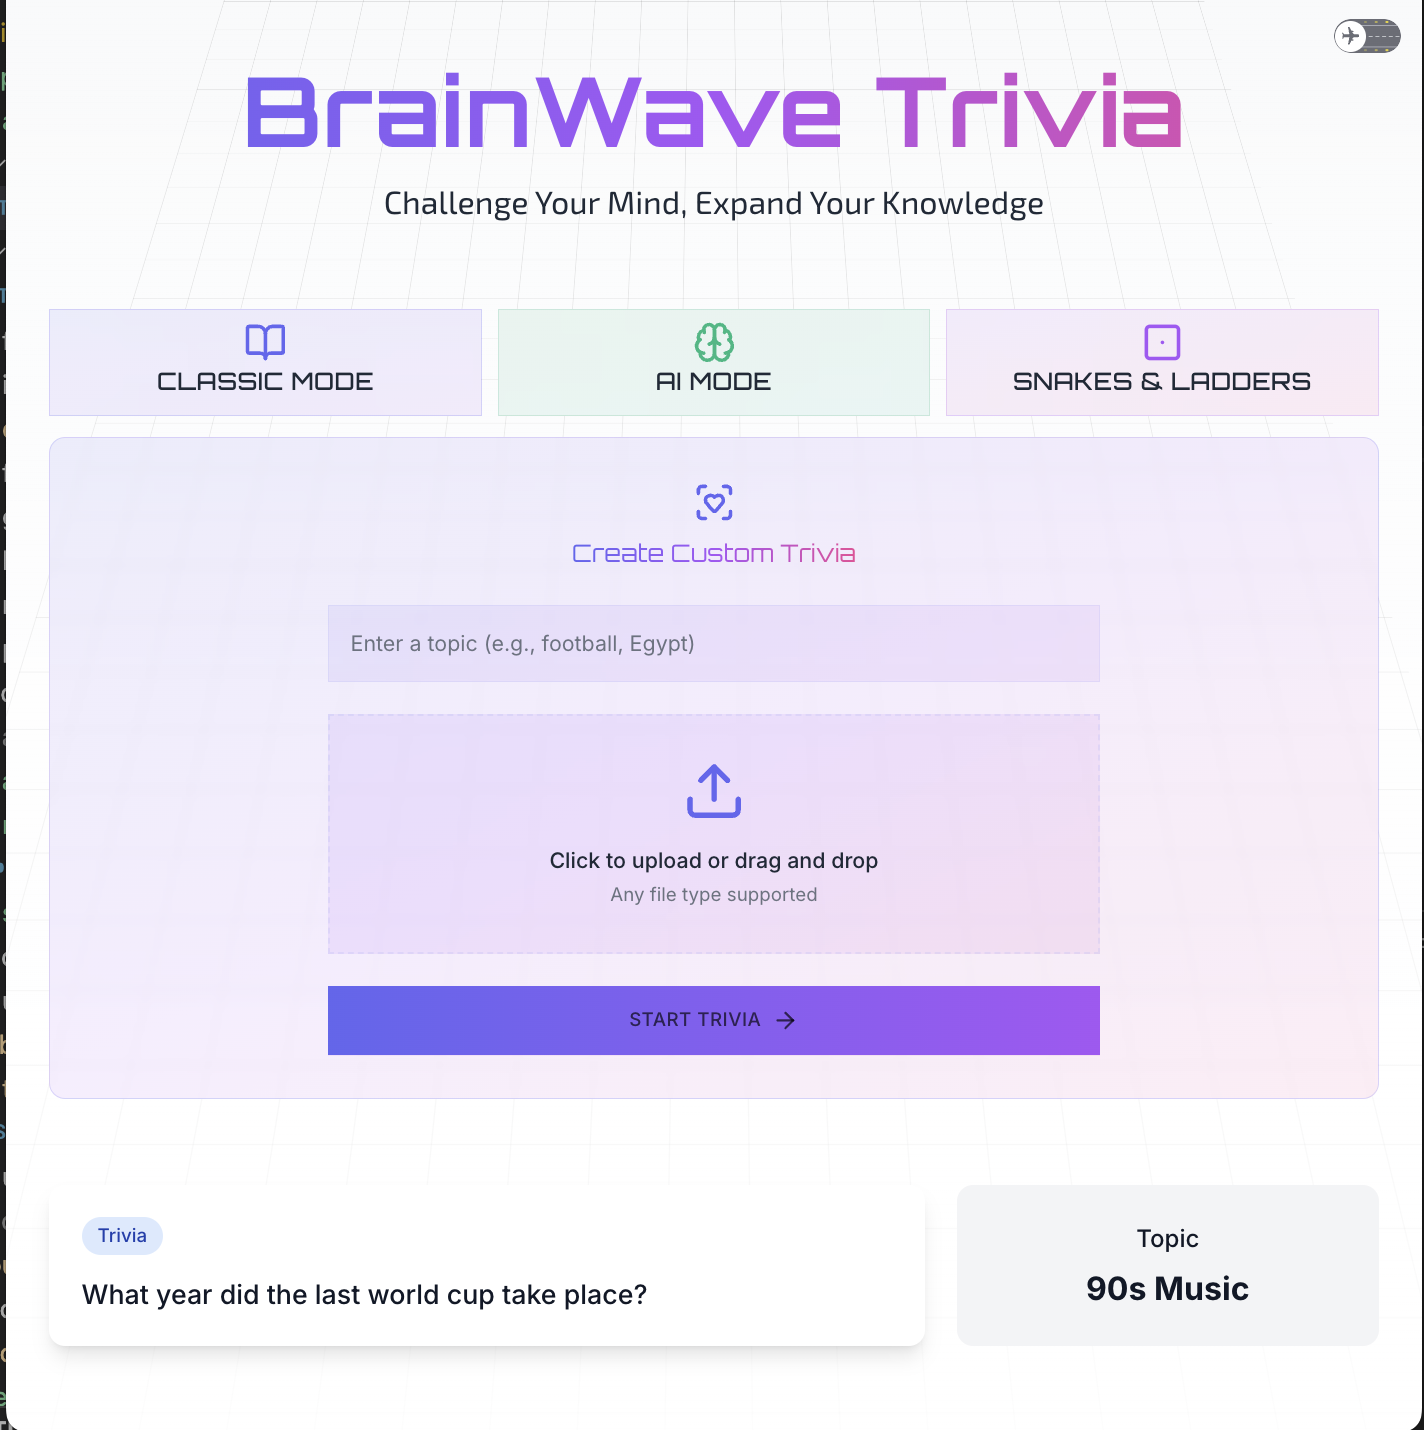 BrainWave Trivia
Challenge Your Mind, Expand Your Knowledge
CLASSIC MODE
AI MODE
SNAKES & LADDERS
Create Custom Trivia
Enter a topic (e.g., football, Egypt)
Click to upload or drag and drop
Any file type supported
START TRIVIA
Trivia
What year did the last world cup take place?
Topic
90s Music